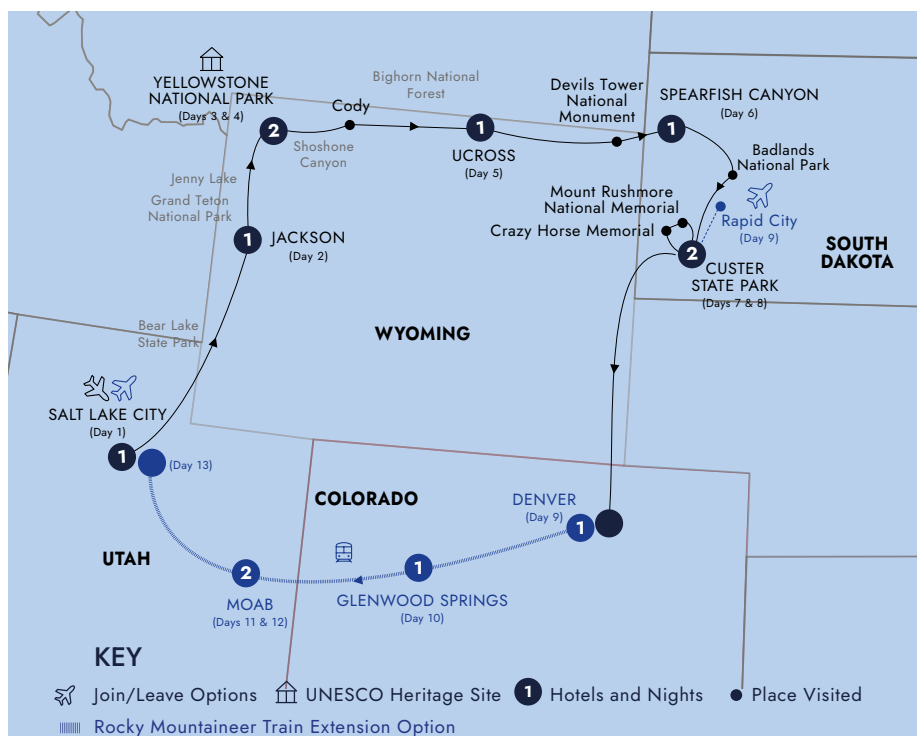 YELLOWSTONE
NATIONAL PARK
(Days 3 & 4)
2
Cody
Bighorn National
Forest
Shoshone
Canyon
1
UCROSS
(Day 5)
Devils Tower
National
Monument
SPEARFISH CANYON
(Day 6)
1
Badlands
National Park
Jenny Lake
Grand Teton
National Park
1
JACKSON
(Day 2)
Mount Rushmore
National Memorial
Crazy Horse Memorial
Rapid City
(Day 9)
2
CUSTER
STATE PARK
(Days 7 & 8)
SOUTH
DAKOTA
Bear Lake
State Park
WYOMING
SALT LAKE CITY
(Day 1)
1
(Day 13)
COLORADO
DENVER
(Day 9)
1
UTAH
2
MOAB
(Days 11 & 12)
1
GLENWOOD SPRINGS
(Day 10)
KEY
Join/Leave Options
UNESCO Heritage Site
1
Hotels and Nights
Place Visited
Rocky Mountaineer Train Extension Option